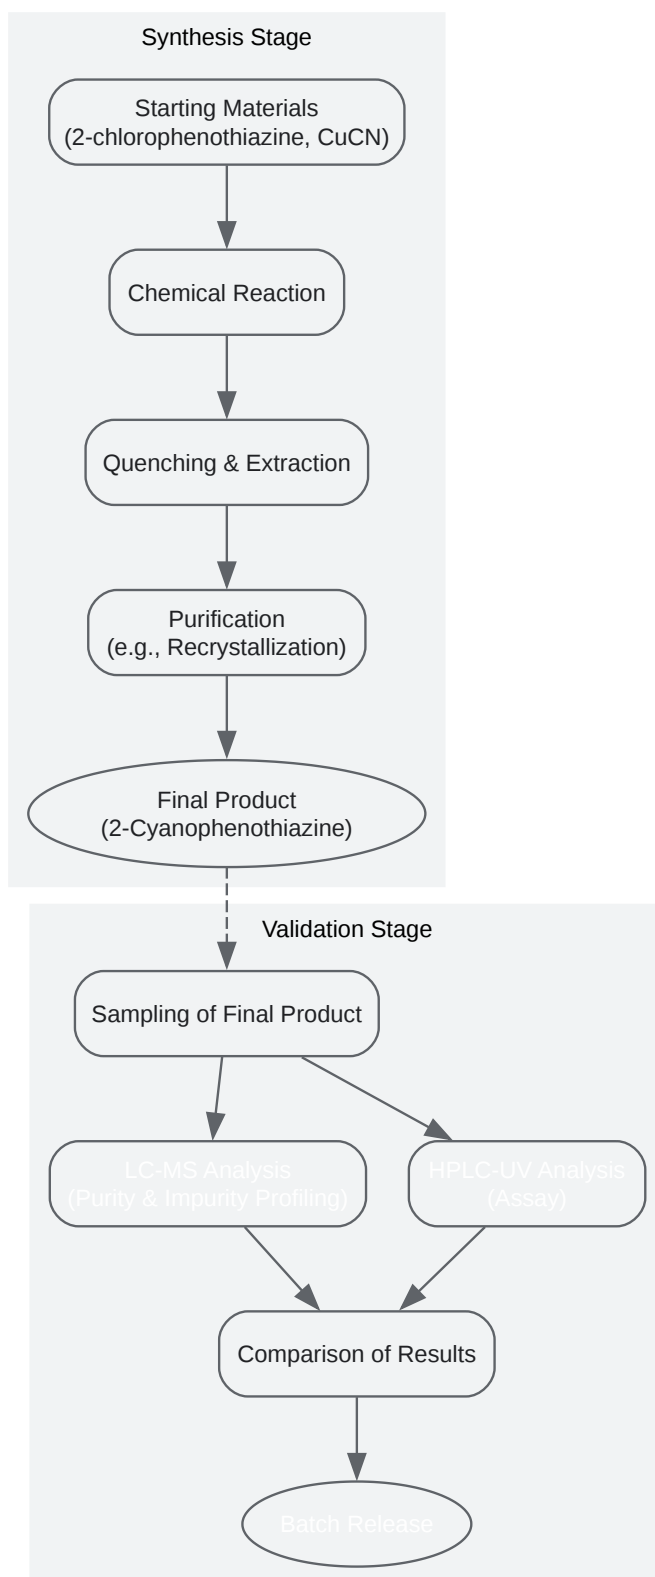 Synthesis Stage
Starting Materials
(2-chlorophenothiazine, CuCN)
Chemical Reaction
Quenching & Extraction
Purification
(e.g., Recrystallization)
Final Product
(2-Cyanophenothiazine)
Validation Stage
Sampling of Final Product
LC-MS Analysis
(Purity & Impurity Profiling)
HPLC-UV Analysis
(Assay)
Comparison of Results
Batch Release